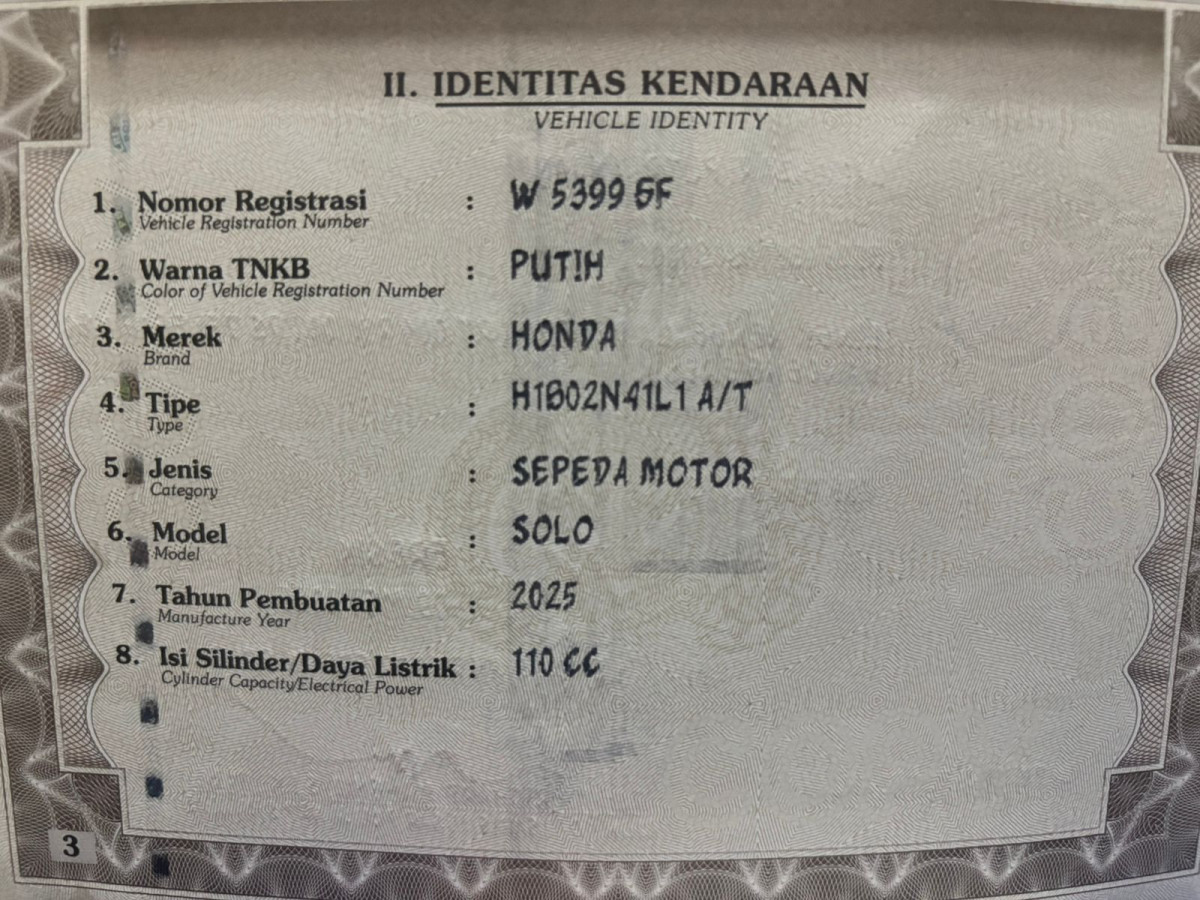 II. IDENTITAS KENDARAAN
VEHICLE IDENTITY
1. Nomor Registrasi : W 5399 GF
Vehicle Registration Number
2. Warna TNKB : PUTIH
Color of Vehicle Registration Number
3. Merek : HONDA
Brand
4. Tipe : H1B02N41L1 A/T
Type
5. Jenis : SEPEDA MOTOR
Category
6. Model : SOLO
Model
7. Tahun Pembuatan : 2025
Manufacture Year
8. Isi Silinder/Daya Listrik : 110 CC
Cylinder Capacity/Electrical Power
3